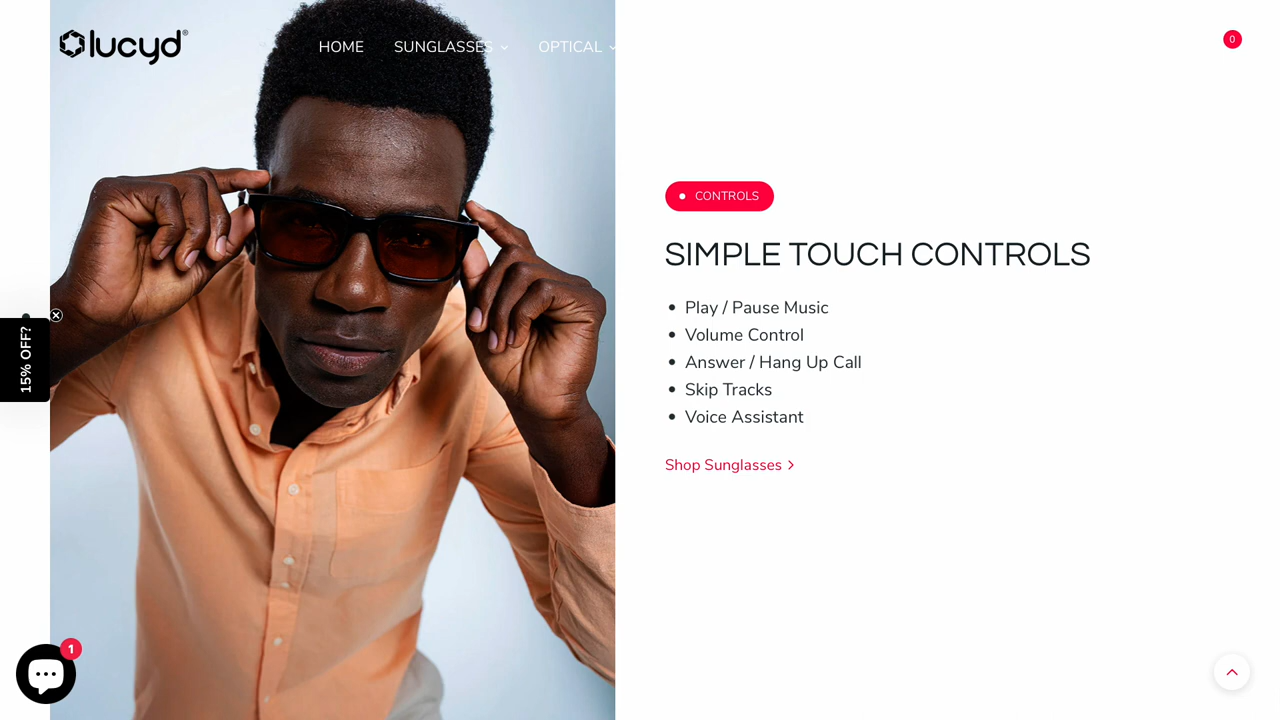 lucyd®
HOME SUNGLASSES OPTICAL
0
CONTROLS
SIMPLE TOUCH CONTROLS
Play / Pause Music
Volume Control
Answer / Hang Up Call
Skip Tracks
Voice Assistant
Shop Sunglasses
15% OFF?
1